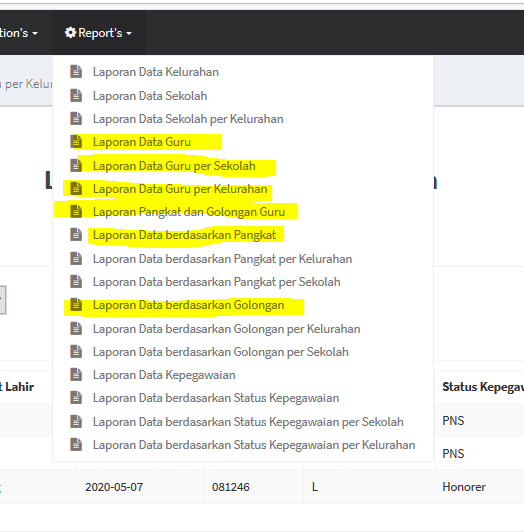 tion's Report's
Laporan Data Kelurahan
Laporan Data Sekolah
Laporan Data Sekolah per Kelurahan
Laporan Data Guru
Laporan Data Guru per Sekolah
Laporan Data Guru per Kelurahan
Laporan Pangkat dan Golongan Guru
Laporan Data berdasarkan Pangkat
Laporan Data berdasarkan Pangkat per Kelurahan
Laporan Data berdasarkan Pangkat per Sekolah
Laporan Data berdasarkan Golongan
Laporan Data berdasarkan Golongan per Kelurahan
Laporan Data berdasarkan Golongan per Sekolah
Laporan Data Kepegawaian
Laporan Data berdasarkan Status Kepegawaian
Laporan Data berdasarkan Status Kepegawaian per Sekolah
Laporan Data berdasarkan Status Kepegawaian per Kelurahan
per Kelu
t Lahir Status Kepegaw
PNS
PNS
2020-05-07 081246 L Honorer